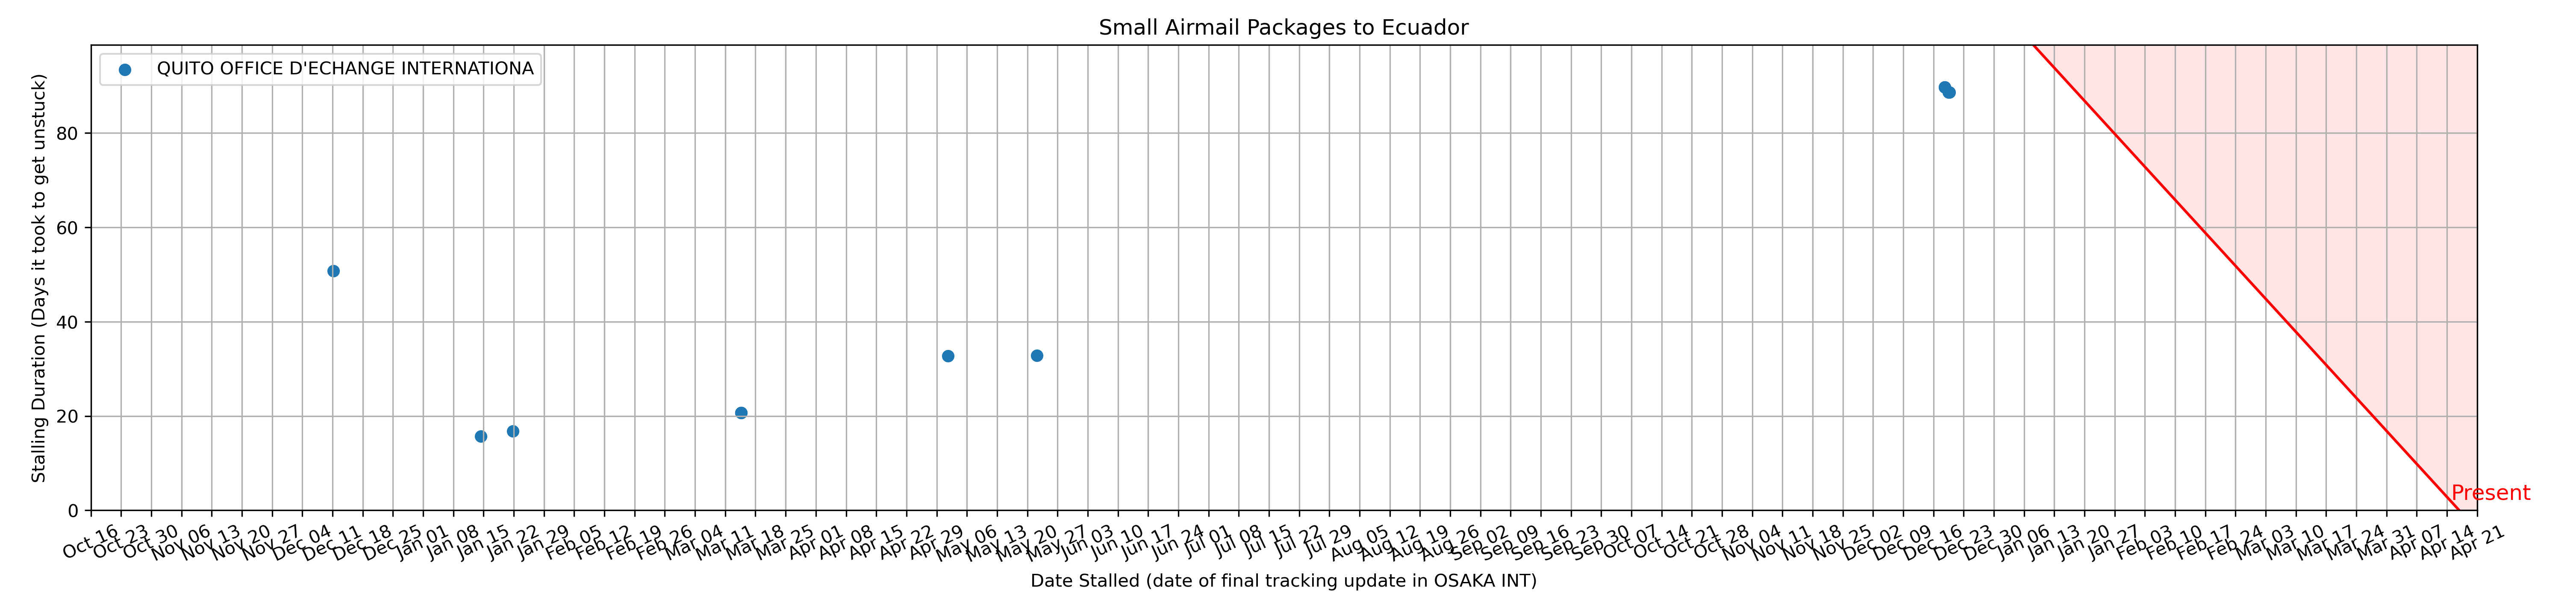 Small Airmail Packages to Ecuador
QUITO OFFICE D'ECHANGE INTERNATIONA
Stalling Duration (Days it took to get unstuck)
80
60
40
20
0
Present
Oct 16
Oct 23
Oct 30
Nov 06
Nov 13
Nov 20
Nov 27
Dec 04
Dec 11
Dec 18
Dec 25
Jan 01
Jan 08
Jan 15
Jan 22
Jan 29
Feb 05
Feb 12
Feb 19
Feb 26
Mar 04
Mar 11
Mar 18
Mar 25
Apr 01
Apr 08
Apr 15
Apr 22
Apr 29
May 06
May 13
May 20
May 27
Jun 03
Jun 10
Jun 17
Jun 24
Jul 01
Jul 08
Jul 15
Jul 22
Jul 29
Aug 05
Aug 12
Aug 19
Aug 26
Sep 02
Sep 09
Sep 16
Sep 23
Sep 30
Oct 07
Oct 14
Oct 21
Oct 28
Nov 04
Nov 11
Nov 18
Nov 25
Dec 02
Dec 09
Dec 16
Dec 23
Dec 30
Jan 06
Jan 13
Jan 20
Jan 27
Feb 03
Feb 10
Feb 17
Feb 24
Mar 03
Mar 10
Mar 17
Mar 24
Mar 31
Apr 07
Apr 14
Apr 21
Date Stalled (date of final tracking update in OSAKA INT)